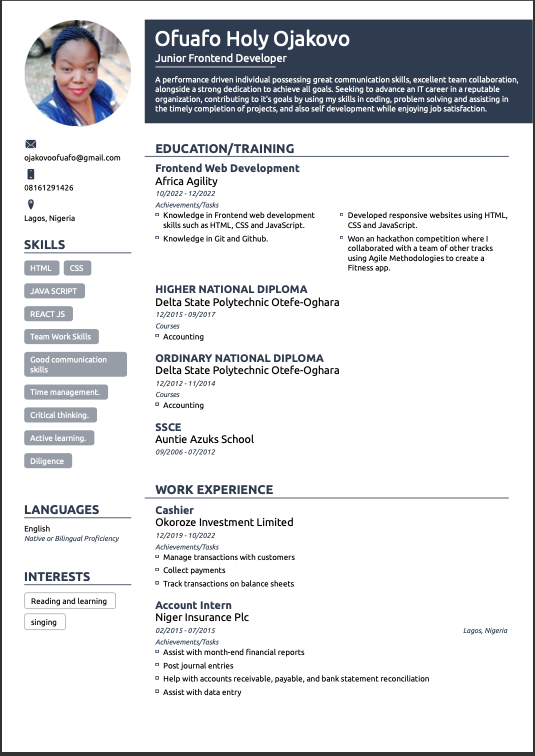 Ofuafo Holy Ojakovo
Junior Frontend Developer
A performance driven individual possessing great communication skills, excellent team collaboration,
alongside a strong dedication to achieve all goals. Seeking to advance an IT career in a reputable
organization, contributing to it's goals by using my skills in coding, problem solving and assisting in
the timely completion of projects, and also self development while enjoying job satisfaction.
ojakovoofuafo@gmail.com
08161291426
Lagos, Nigeria
SKILLS
HTML
CSS
JAVA SCRIPT
REACT JS
Team Work Skills
Good communication
skills
Time management.
Critical thinking.
Active learning.
Diligence
LANGUAGES
English
Native or Bilingual Proficiency
INTERESTS
Reading and learning
singing
EDUCATION/TRAINING
Frontend Web Development
Africa Agility
10/2022 - 12/2022
Achievements/Tasks
Knowledge in Frontend web development
skills such as HTML, CSS and JavaScript.
Knowledge in Git and Github.
Developed responsive websites using HTML,
CSS and JavaScript.
Won an hackathon competition where I
collaborated with a team of other tracks
using Agile Methodologies to create a
Fitness app.
HIGHER NATIONAL DIPLOMA
Delta State Polytechnic Otefe-Oghara
12/2015 - 09/2017
Courses
Accounting
ORDINARY NATIONAL DIPLOMA
Delta State Polytechnic Otefe-Oghara
12/2012 - 11/2014
Courses
Accounting
SSCE
Auntie Azuks School
09/2006 - 07/2012
WORK EXPERIENCE
Cashier
Okoroze Investment Limited
12/2019 - 10/2022
Achievements/Tasks
Manage transactions with customers
Collect payments
Track transactions on balance sheets
Account Intern
Niger Insurance Plc
02/2015 - 07/2015 Lagos, Nigeria
Achievements/Tasks
Assist with month-end financial reports
Post journal entries
Help with accounts receivable, payable, and bank statement reconciliation
Assist with data entry